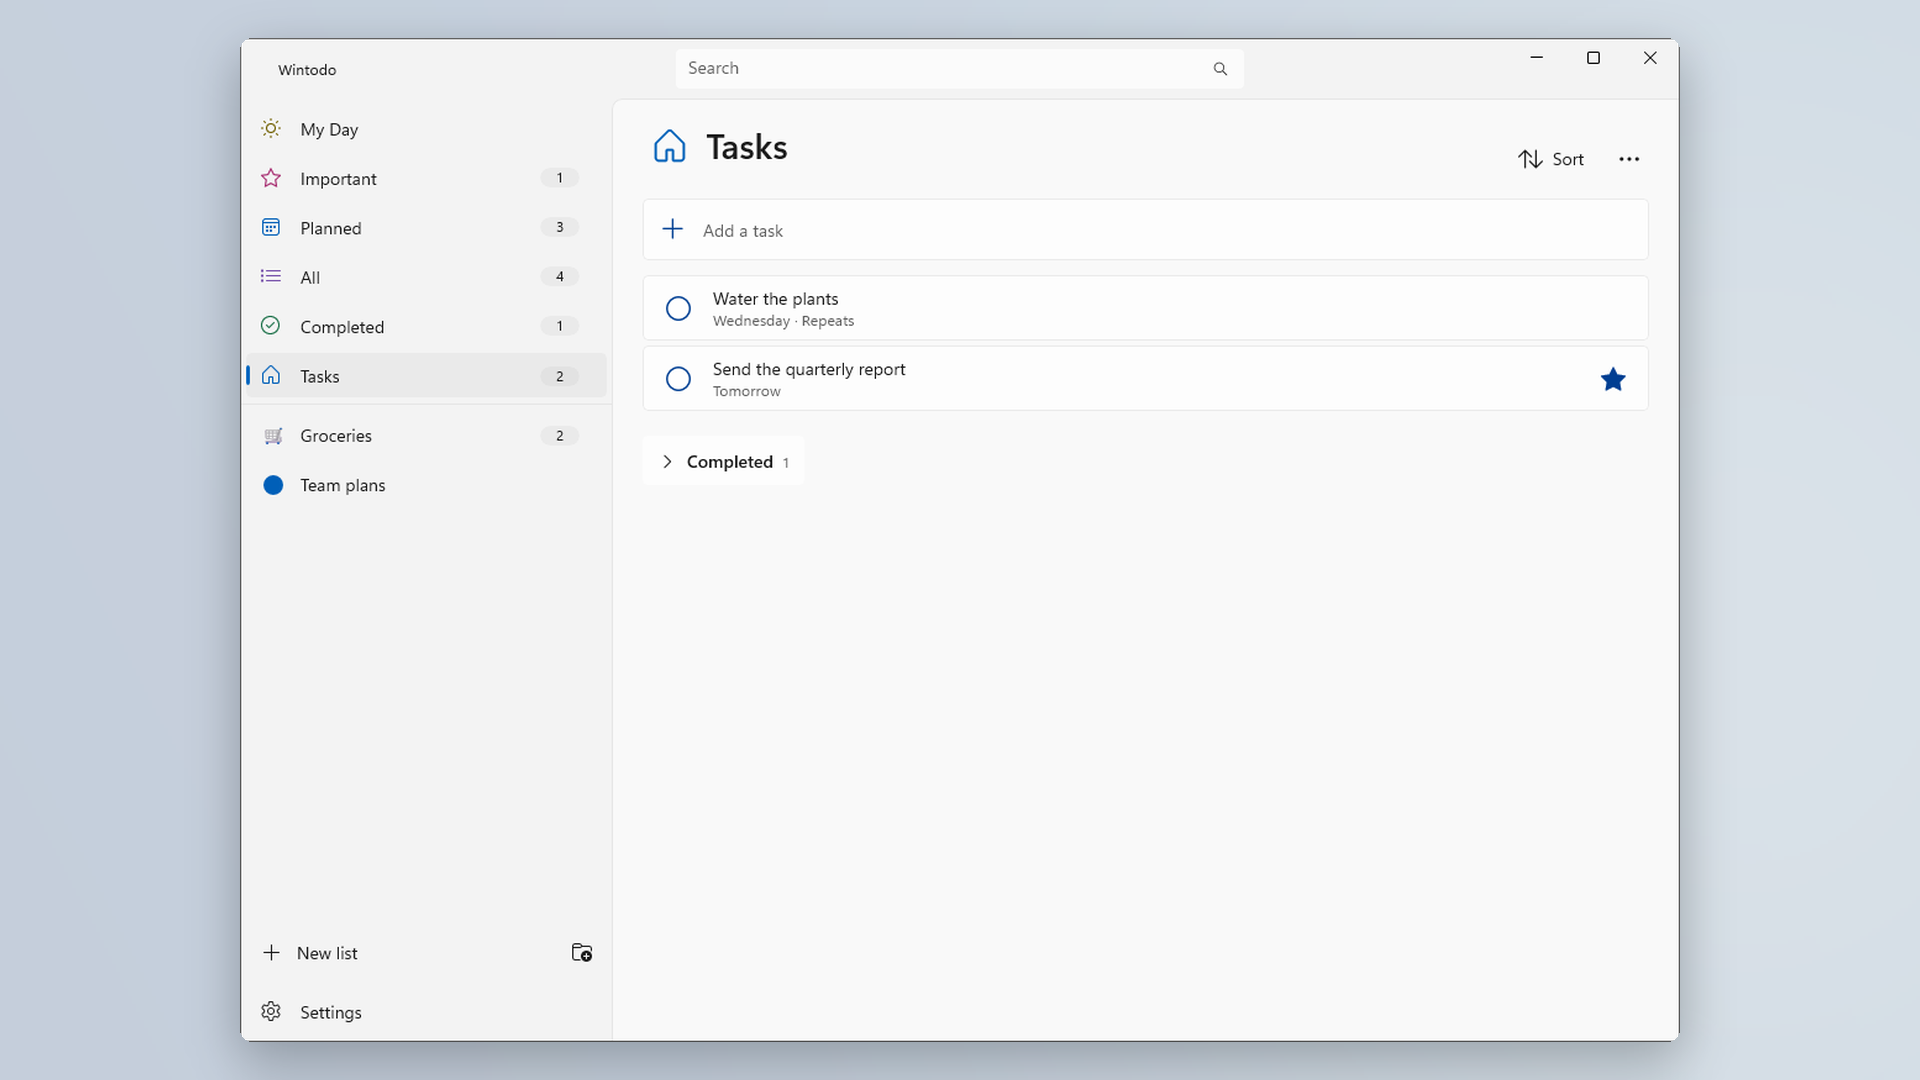 Wintodo
Search
My Day
Important 1
Planned 3
All 4
Completed 1
Tasks 2
Groceries 2
Team plans
New list
Settings
Tasks
Sort
Add a task
Water the plants
Wednesday · Repeats
Send the quarterly report
Tomorrow
Completed 1